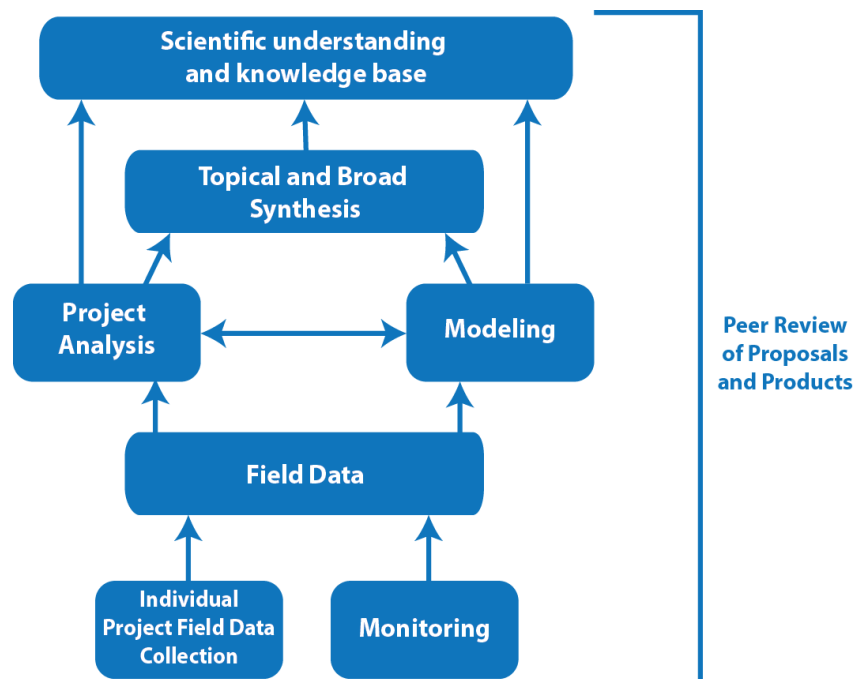 Scientific understanding
and knowledge base
Topical and Broad
Synthesis
Project
Analysis
Modeling
Peer Review
of Proposals
and Products
Field Data
Individual
Project Field Data
Collection
Monitoring